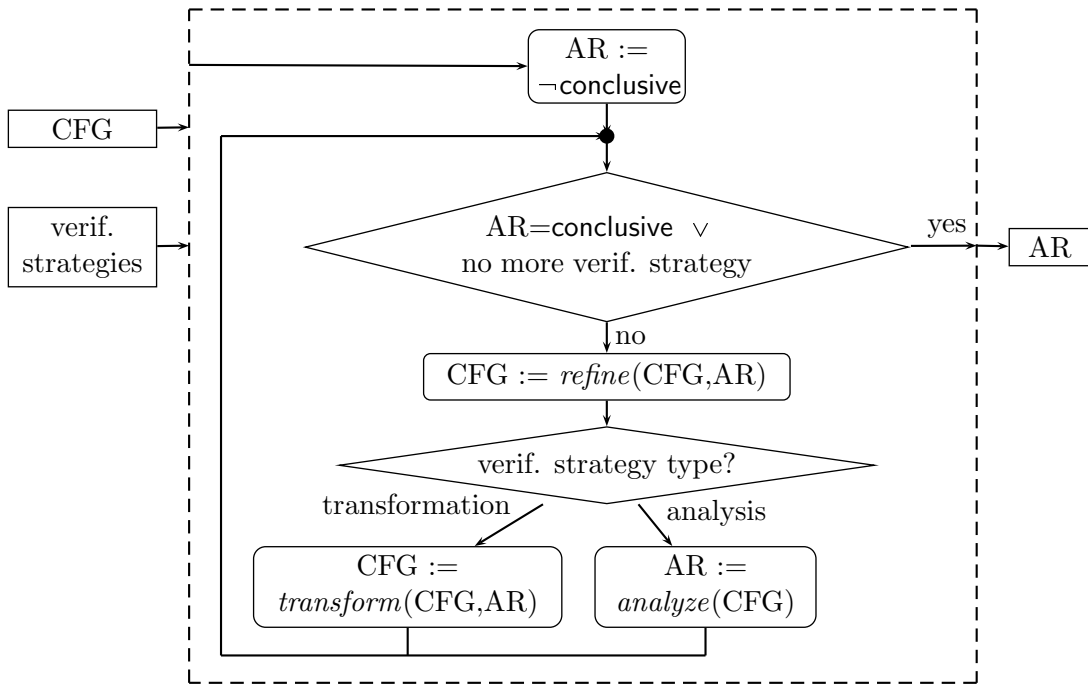 AR :=
¬conclusive
CFG
verif.
strategies
AR=conclusive ∨
no more verif. strategy
yes
AR
no
CFG := refine(CFG,AR)
verif. strategy type?
transformation
analysis
CFG :=
transform(CFG,AR)
AR :=
analyze(CFG)